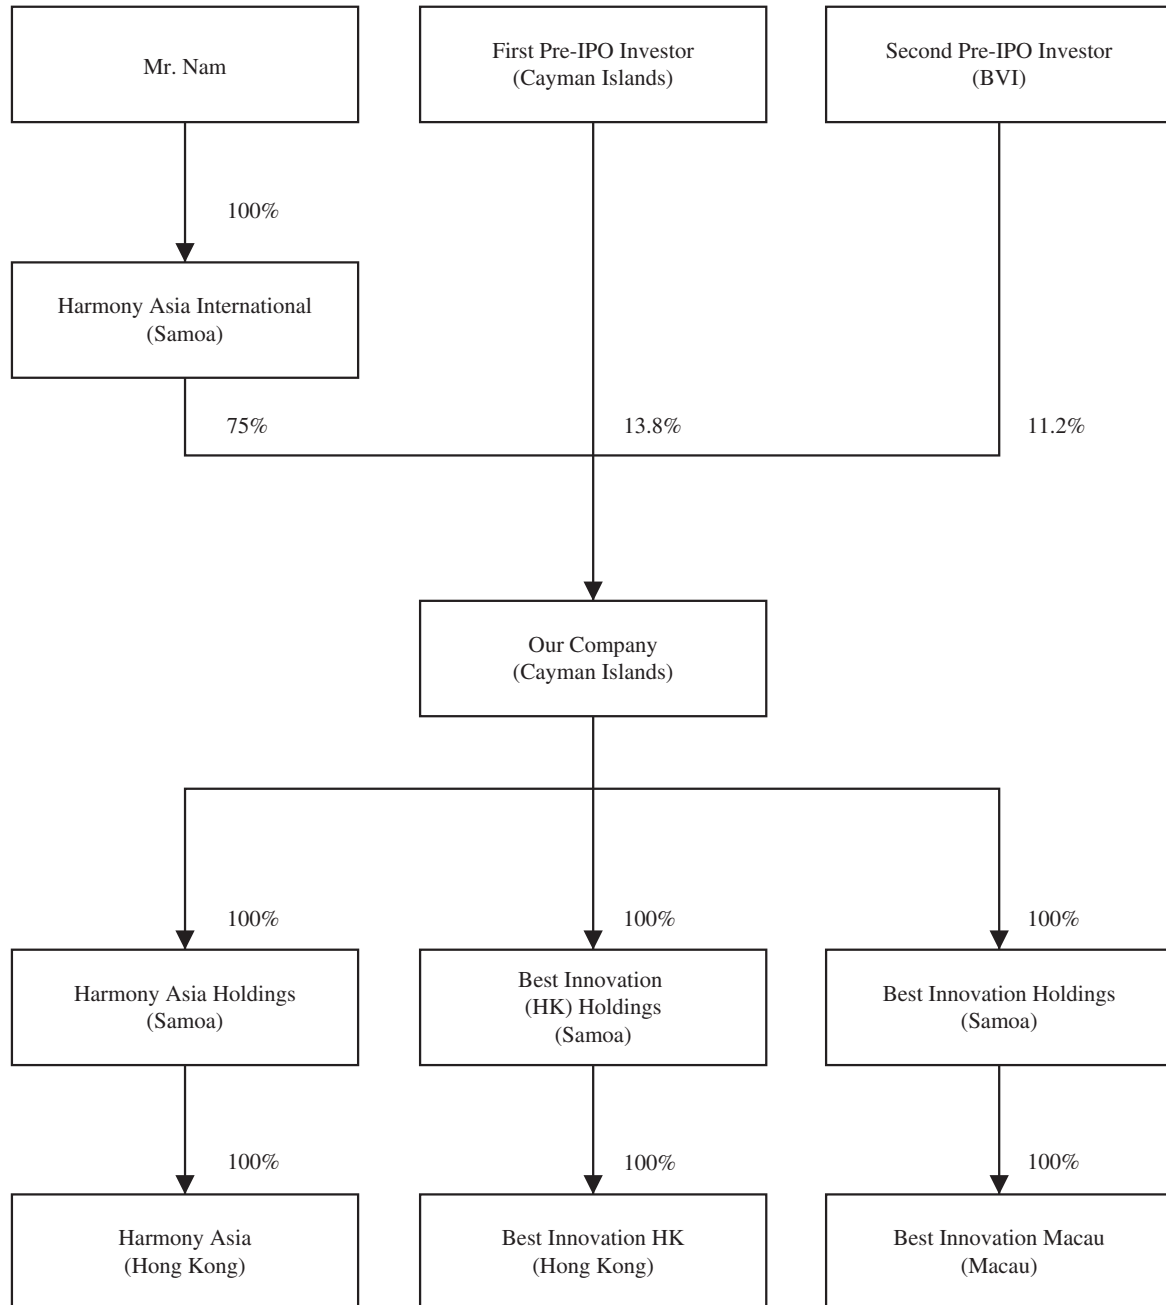 Mr. Nam
First Pre-IPO Investor
(Cayman Islands)
Second Pre-IPO Investor
(BVI)
100%
Harmony Asia International
(Samoa)
75%
13.8%
11.2%
Our Company
(Cayman Islands)
100%
100%
100%
Harmony Asia Holdings
(Samoa)
Best Innovation
(HK) Holdings
(Samoa)
Best Innovation Holdings
(Samoa)
100%
100%
100%
Harmony Asia
(Hong Kong)
Best Innovation HK
(Hong Kong)
Best Innovation Macau
(Macau)